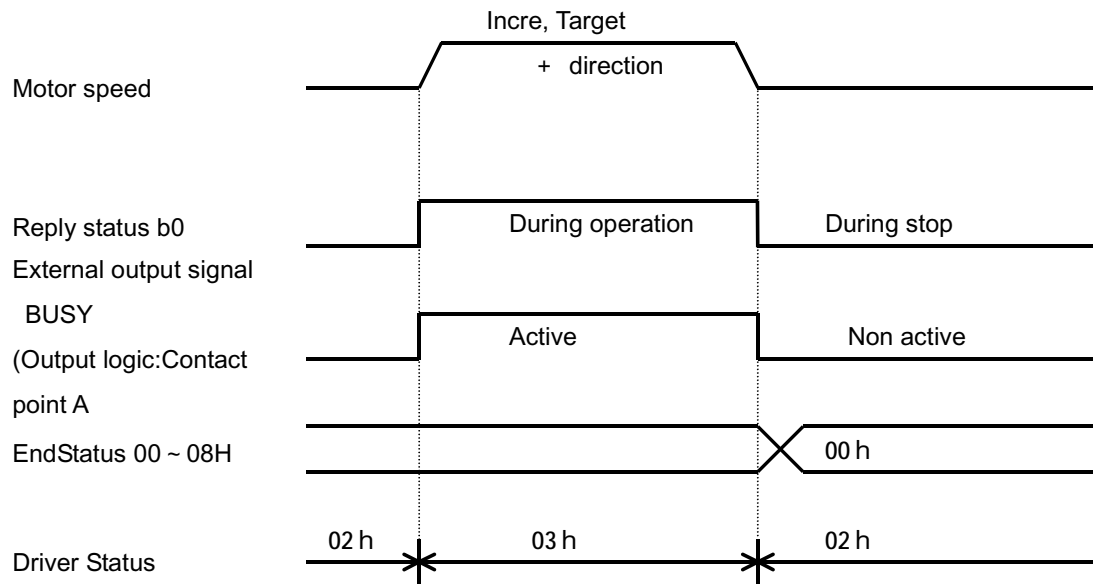 Incre, Target
+ direction
Motor speed
Reply status b0
During operation
During stop
External output signal
BUSY
(Output logic:Contact
point A
Active
Non active
EndStatus 00 ~ 08H
00 h
02 h
03 h
02 h
Driver Status